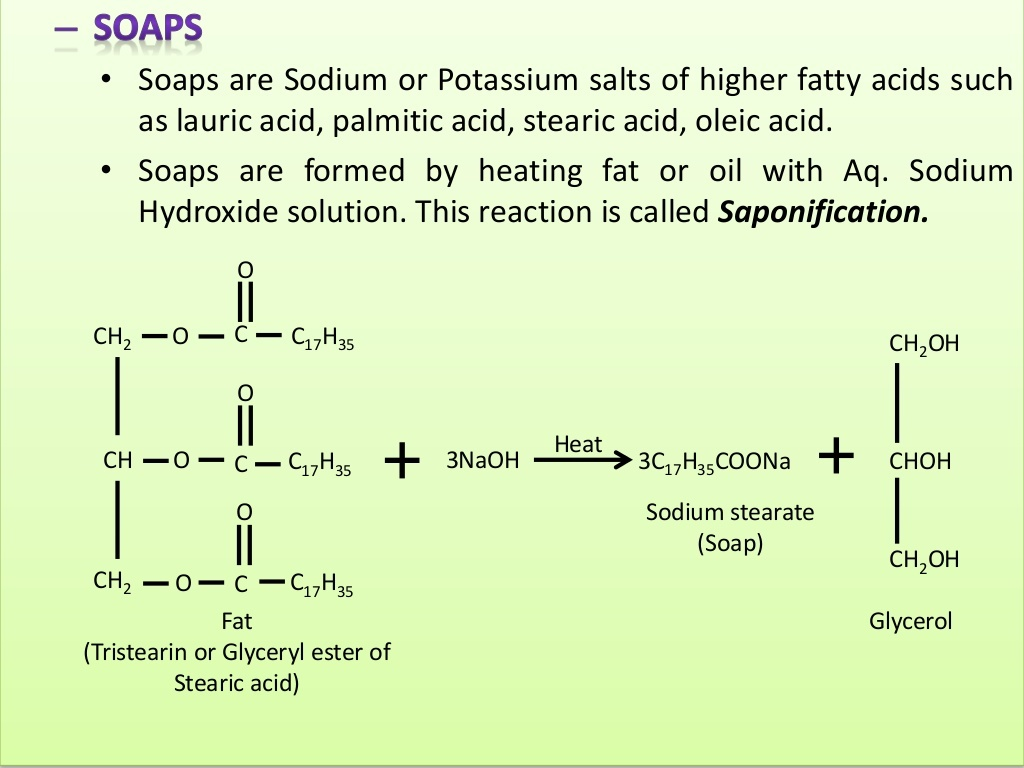 – SOAPS
• Soaps are Sodium or Potassium salts of higher fatty acids such
as lauric acid, palmitic acid, stearic acid, oleic acid.
• Soaps are formed by heating fat or oil with Aq. Sodium
Hydroxide solution. This reaction is called Saponification.
O
CH₂ — O — C — C₁₇H₃₅
CH₂OH
O
Heat
CH — O — C — C₁₇H₃₅ + 3NaOH → 3C₁₇H₃₅COONa + CHOH
O
Sodium stearate
(Soap)
CH₂OH
CH₂ — O — C — C₁₇H₃₅
Fat
Glycerol
(Tristearin or Glyceryl ester of
Stearic acid)